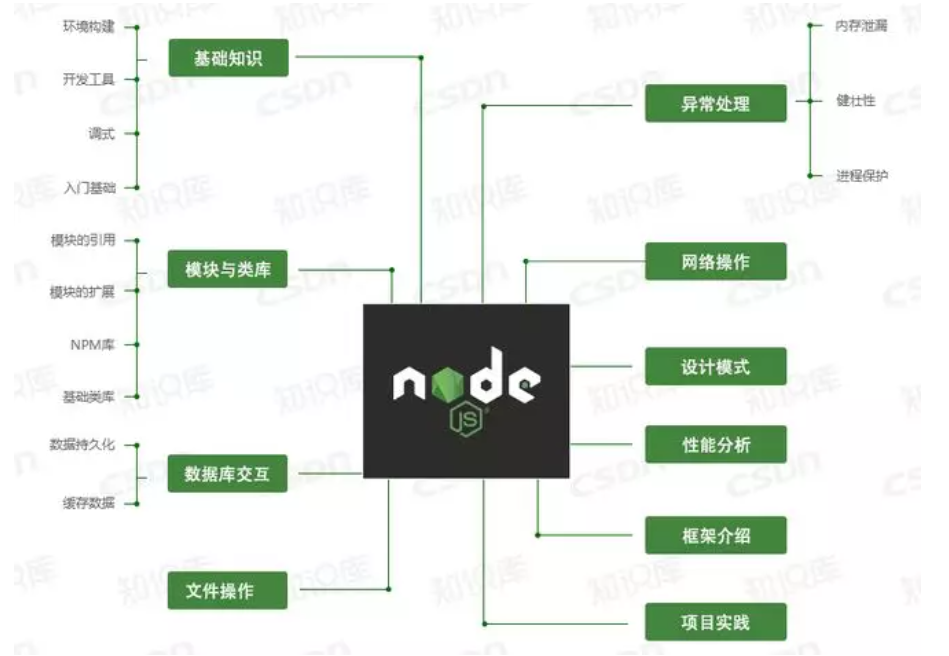 环境构建
开发工具
调式
入门基础
基础知识
模块的引用
模块的扩展
NPM库
基础类库
模块与类库
数据持久化
缓存数据
数据库交互
文件操作
node
JS
异常处理
内存泄漏
健壮性
进程保护
网络操作
设计模式
性能分析
框架介绍
项目实践
知识库
CSDN